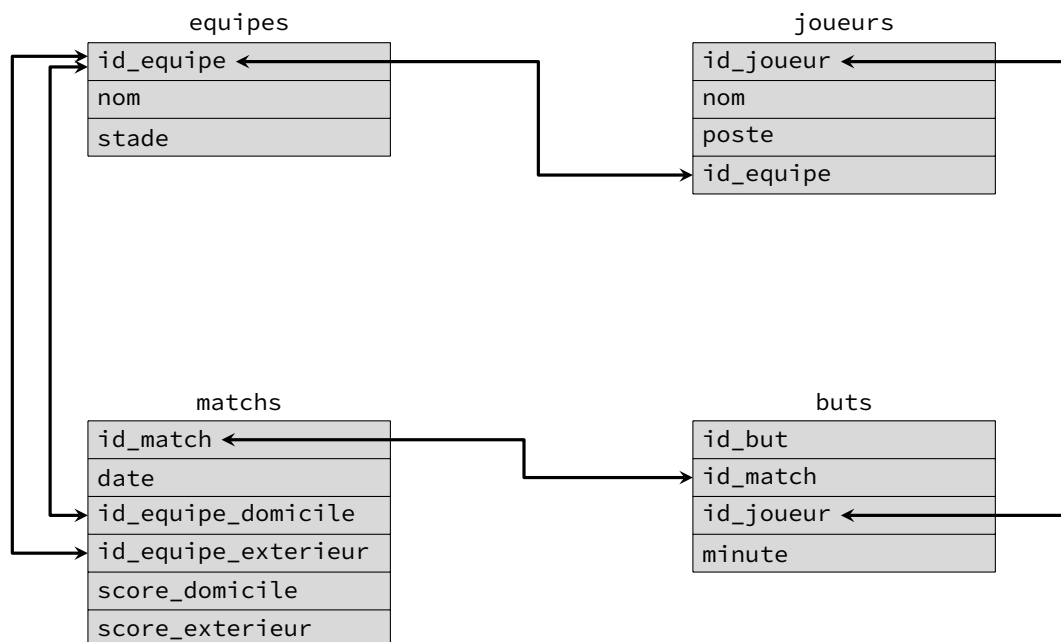 equipes
id_equipe
nom
stade
joueurs
id_joueur
nom
poste
id_equipe
matchs
id_match
date
id_equipe_domicile
id_equipe_exterieur
score_domicile
score_exterieur
buts
id_but
id_match
id_joueur
minute